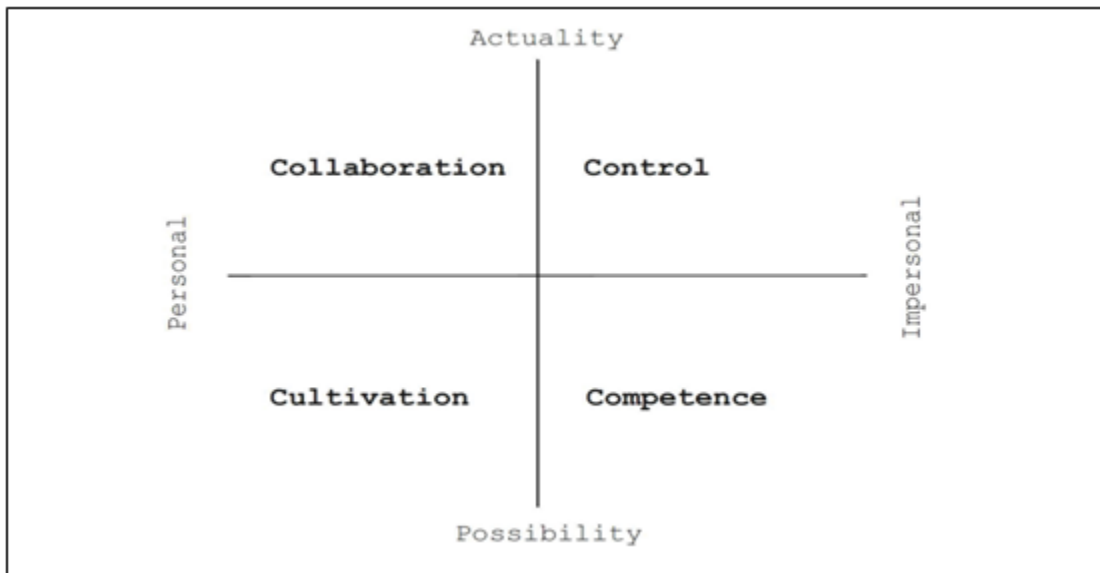 Actuality
Collaboration
Control
Personal
Impersonal
Cultivation
Competence
Possibility